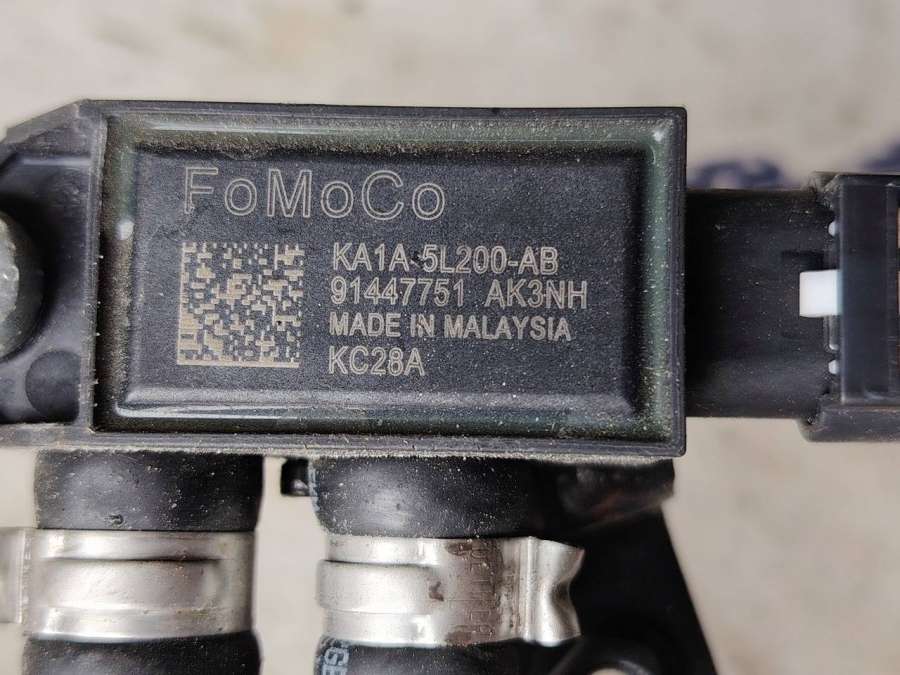 FoMoCo
KA1A-5L200-AB
91447751 AK3NH
MADE IN MALAYSIA
KC28A